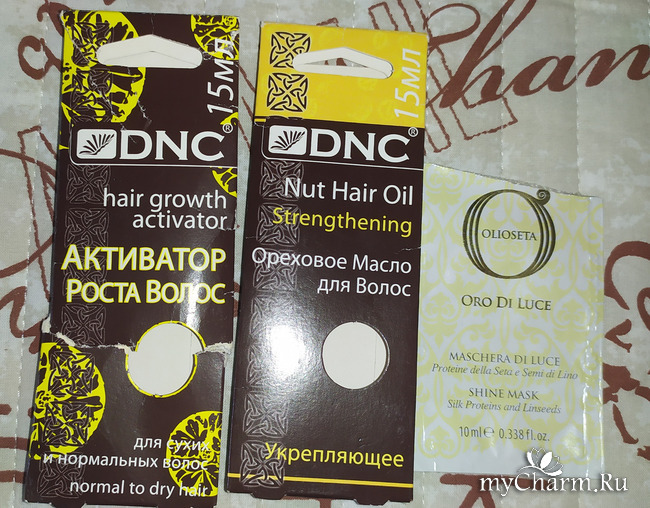 15мл
DNC®
hair growth
activator
Активатор
Роста Волос
для сухих
и нормальных волос
normal to dry hair
15мл
DNC®
Nut Hair Oil
Strengthening
Ореховое Масло
для Волос
Укрепляющее
OLIOSETA
ORO DI LUCE
MASCHERA DI LUCE
Proteine della Seta e Semi di Lino
SHINE MASK
Silk Proteins and Linseeds
10 ml ℮ 0.338 fl.oz.
myCharm.Ru